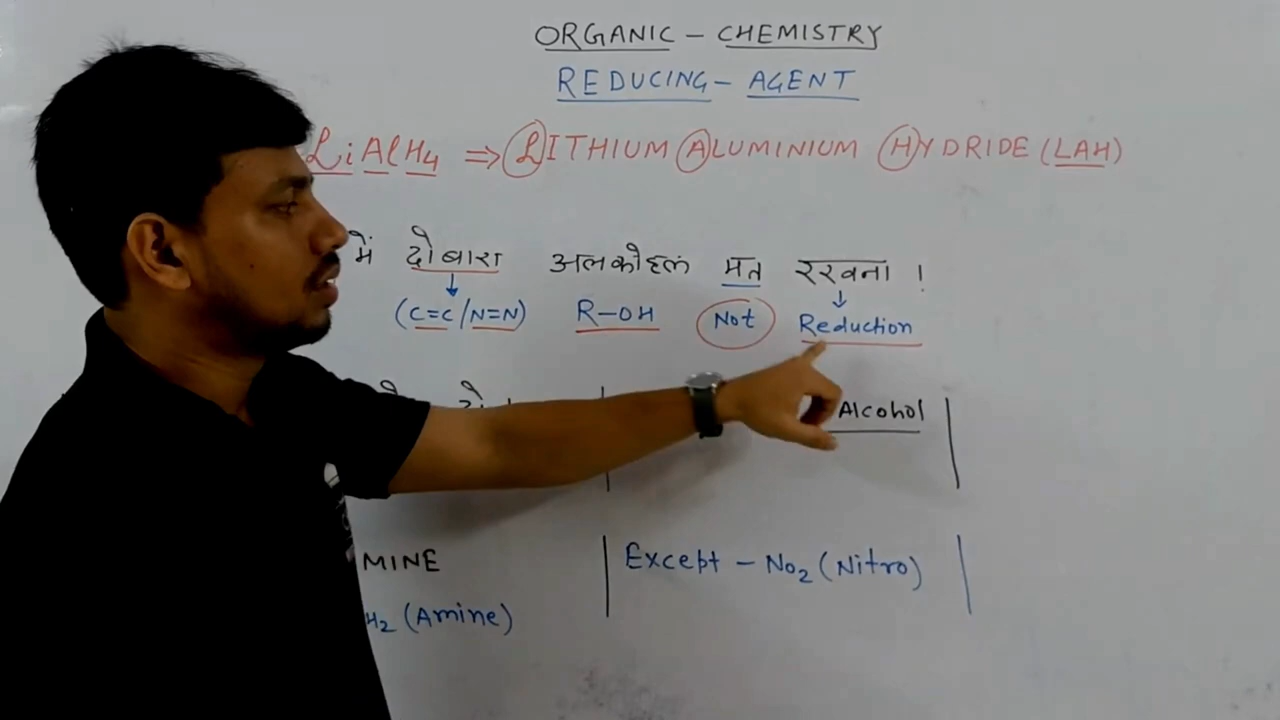 ORGANIC - CHEMISTRY
REDUCING - AGENT
LiAlH4 ⇒ LITHIUM ALUMINIUM HYDRIDE (LAH)
में दोबारा अलकोहल मत रखना !
(C=C/N=N) R-OH Not Reduction
Alcohol
MINE Except - NO2 (Nitro)
H2 (Amine)